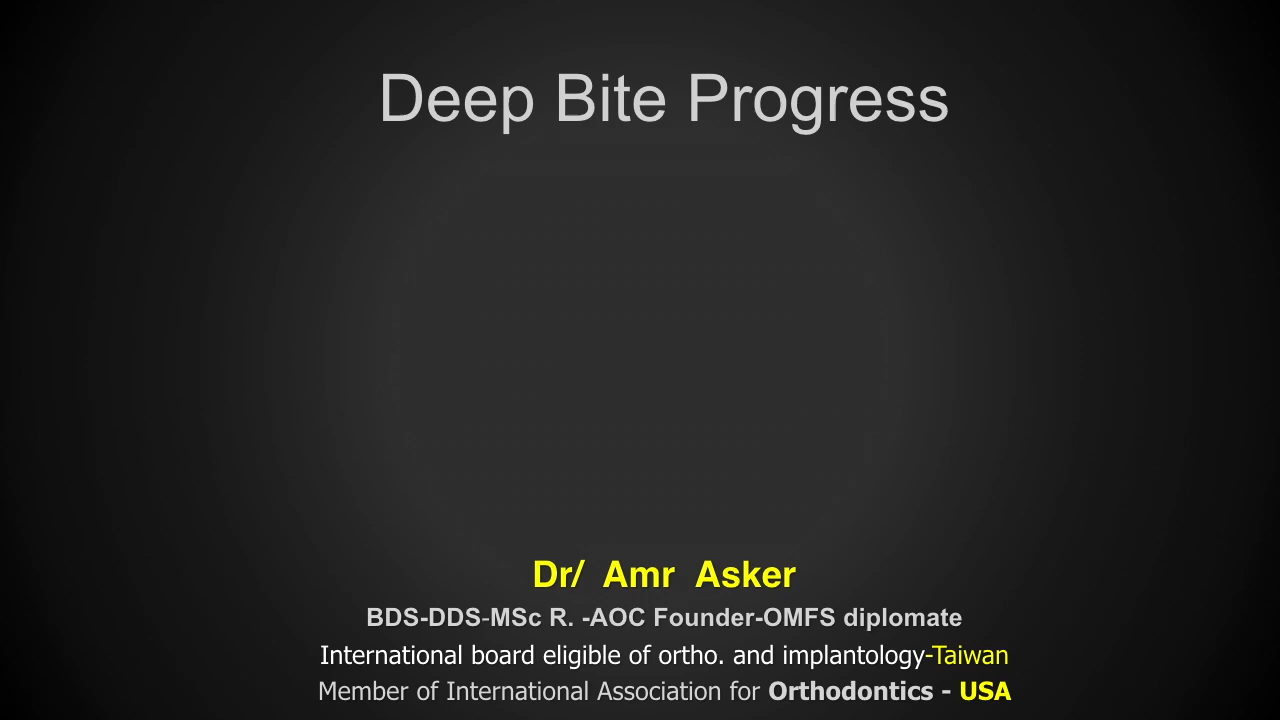 Deep Bite Progress
Dr/ Amr Asker
BDS-DDS-MSc R. -AOC Founder-OMFS diplomate
International board eligible of ortho. and implantology-Taiwan
Member of International Association for Orthodontics - USA